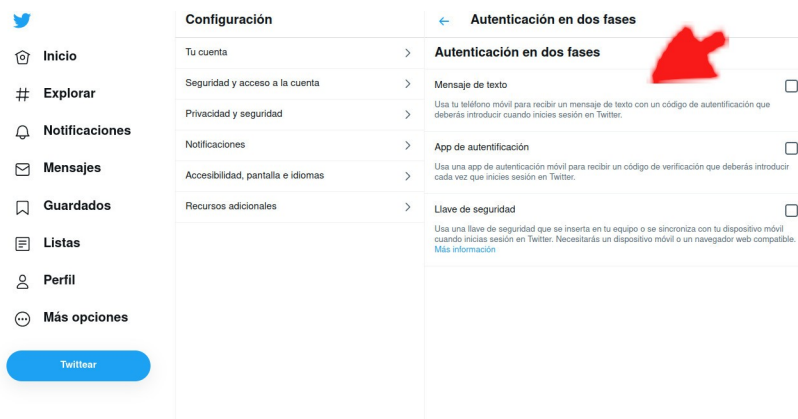 Inicio
Explorar
Notificaciones
Mensajes
Guardados
Listas
Perfil
Más opciones
Twittear
Configuración
Tu cuenta
Seguridad y acceso a la cuenta
Privacidad y seguridad
Notificaciones
Accesibilidad, pantalla e idiomas
Recursos adicionales
Autenticación en dos fases
Autenticación en dos fases
Mensaje de texto
Usa tu teléfono móvil para recibir un mensaje de texto con un código de autentificación que
deberás introducir cuando inicies sesión en Twitter.
App de autentificación
Usa una app de autenticación móvil para recibir un código de verificación que deberás introducir
cada vez que inicies sesión en Twitter.
Llave de seguridad
Usa una llave de seguridad que se inserta en tu equipo o se sincroniza con tu dispositivo móvil
cuando inicias sesión en Twitter. Necesitarás un dispositivo móvil o un navegador web compatible.
Más información